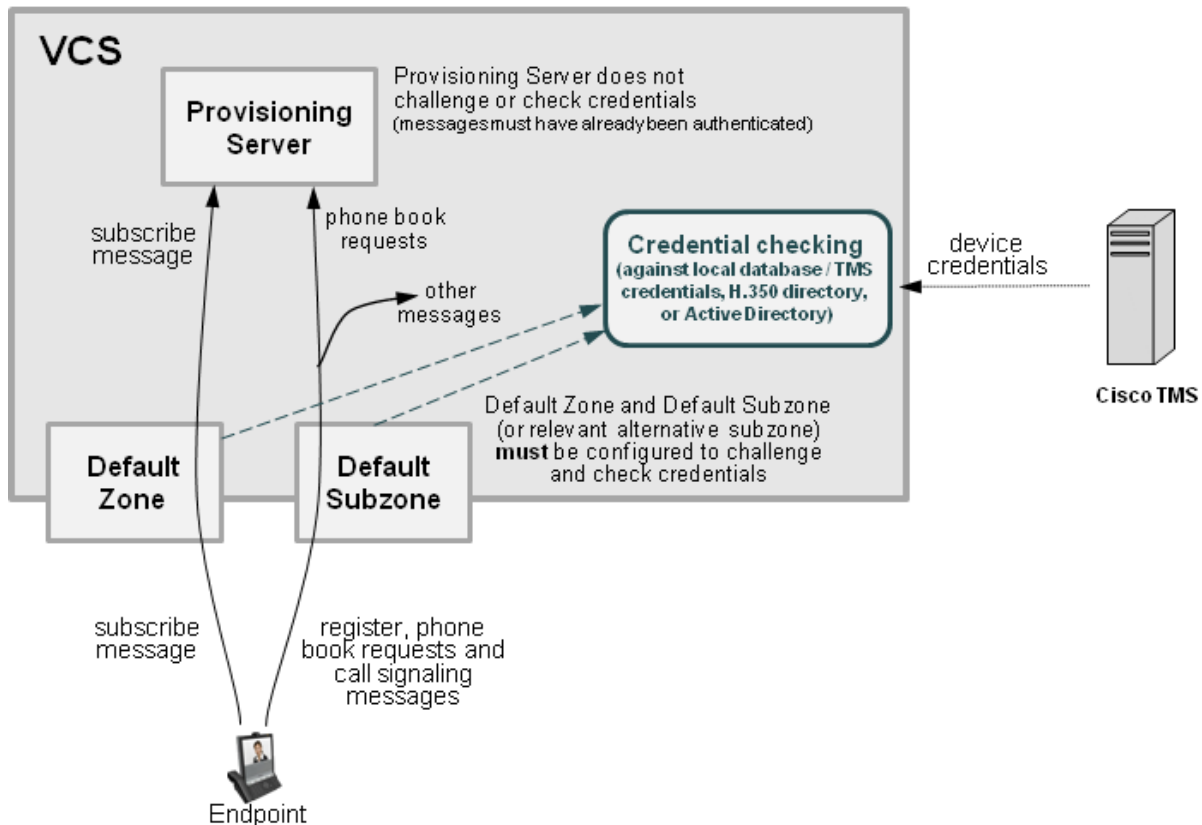 VCS
Provisioning
Server
Provisioning Server does not
challenge or check credentials
(messages must have already been authenticated)
subscribe
message
phone book
requests
other
messages
Credential checking
(against local database / TMS
credentials, H.350 directory,
or Active Directory)
device
credentials
Cisco TMS
Default Zone and Default Subzone
(or relevant alternative subzone)
must be configured to challenge
and check credentials
Default
Zone
Default
Subzone
subscribe
message
register, phone
book requests and
call signaling
messages
Endpoint